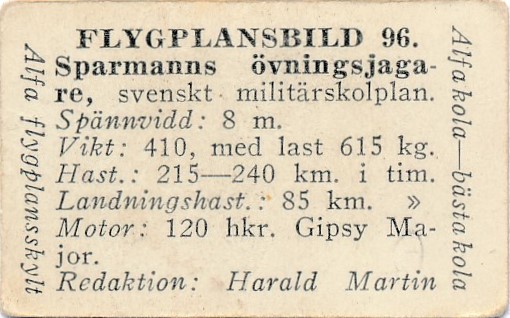 FLYGPLANSBILD 96.
Sparmanns övningsjaga-
re, svenskt militärskolplan.
Spännvidd: 8 m.
Vikt: 410, med last 615 kg.
Hast.: 215—240 km. i tim.
Landningshast.: 85 km. »
Motor: 120 hkr. Gipsy Ma-
jor.
Redaktion: Harald Martin
Alfa flygplansskylt
Alfa kola—bästa kola